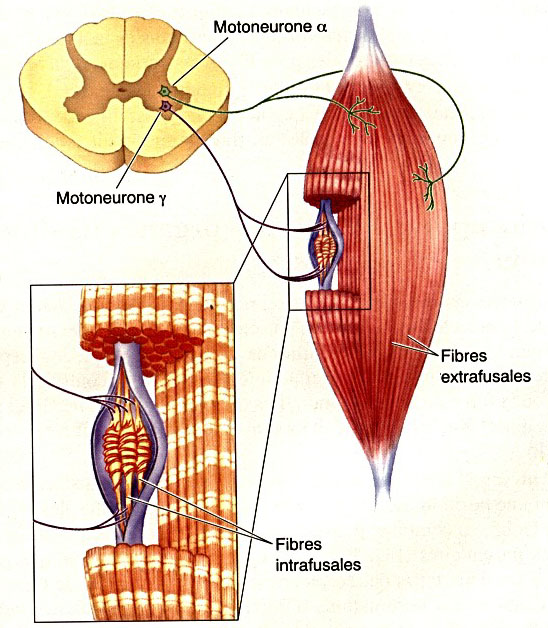 Motoneurone α
Motoneurone γ
Fibres
extrafusales
Fibres
intrafusales